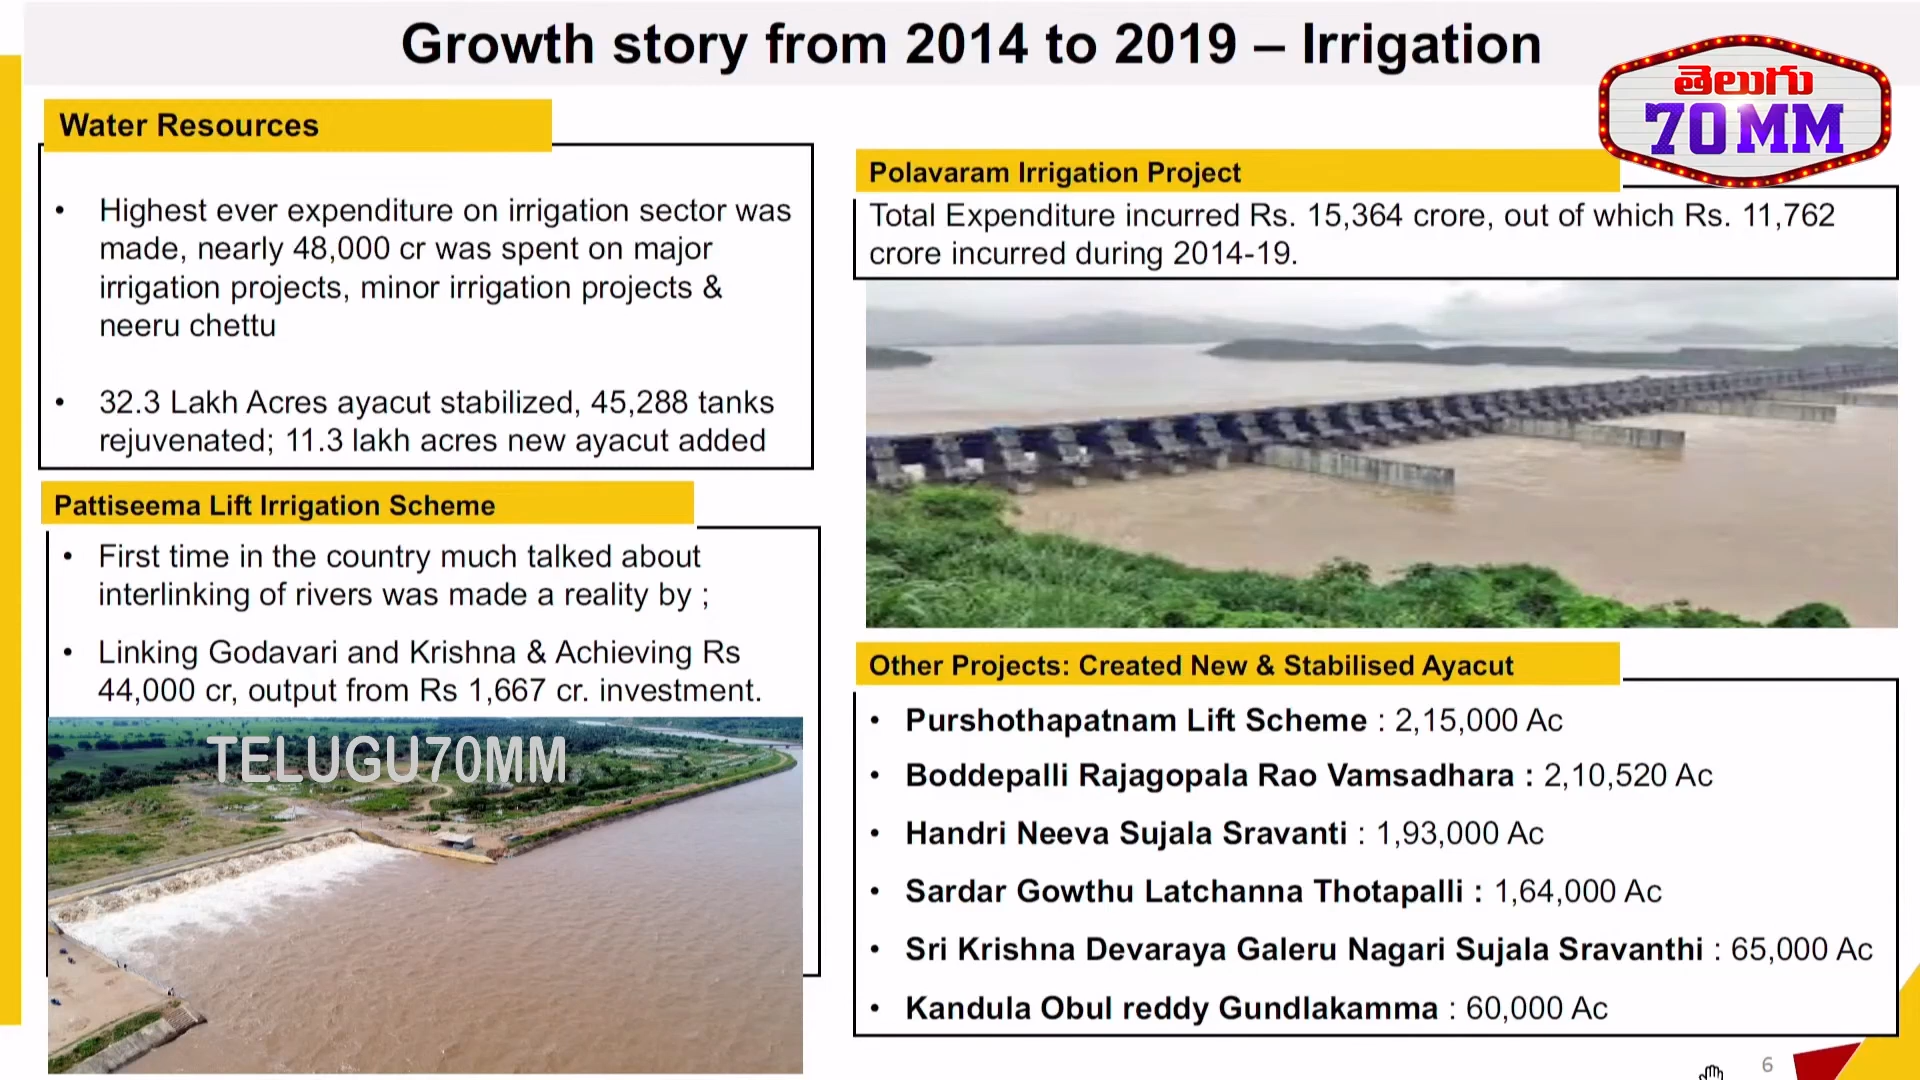 Growth story from 2014 to 2019 – Irrigation
తెలుగు
70MM
Water Resources
• Highest ever expenditure on irrigation sector was
made, nearly 48,000 cr was spent on major
irrigation projects, minor irrigation projects &
neeru chettu
• 32.3 Lakh Acres ayacut stabilized, 45,288 tanks
rejuvenated; 11.3 lakh acres new ayacut added
Pattiseema Lift Irrigation Scheme
• First time in the country much talked about
interlinking of rivers was made a reality by ;
• Linking Godavari and Krishna & Achieving Rs
44,000 cr, output from Rs 1,667 cr. investment.
TELUGU70MM
Polavaram Irrigation Project
Total Expenditure incurred Rs. 15,364 crore, out of which Rs. 11,762
crore incurred during 2014-19.
Other Projects: Created New & Stabilised Ayacut
• Purshothapatnam Lift Scheme : 2,15,000 Ac
• Boddepalli Rajagopala Rao Vamsadhara : 2,10,520 Ac
• Handri Neeva Sujala Sravanti : 1,93,000 Ac
• Sardar Gowthu Latchanna Thotapalli : 1,64,000 Ac
• Sri Krishna Devaraya Galeru Nagari Sujala Sravanthi : 65,000 Ac
• Kandula Obul reddy Gundlakamma : 60,000 Ac
6